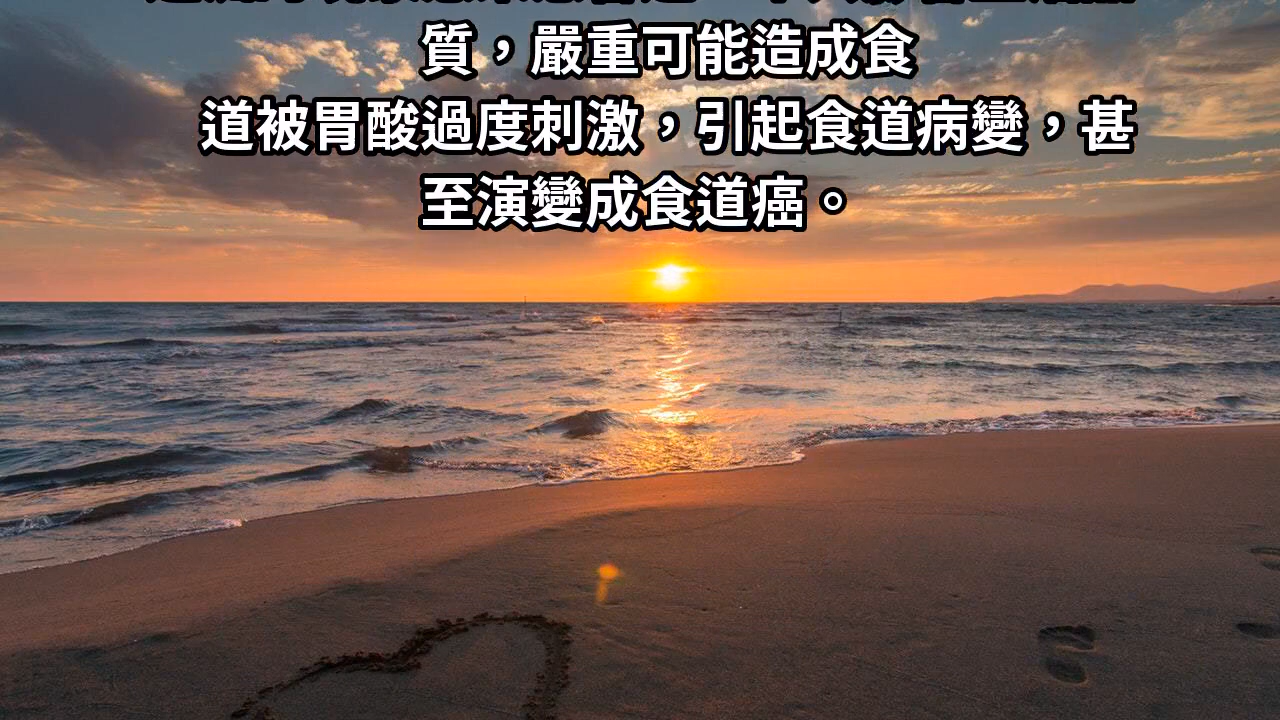 質，嚴重可能造成食
道被胃酸過度刺激，引起食道病變，甚
至演變成食道癌。